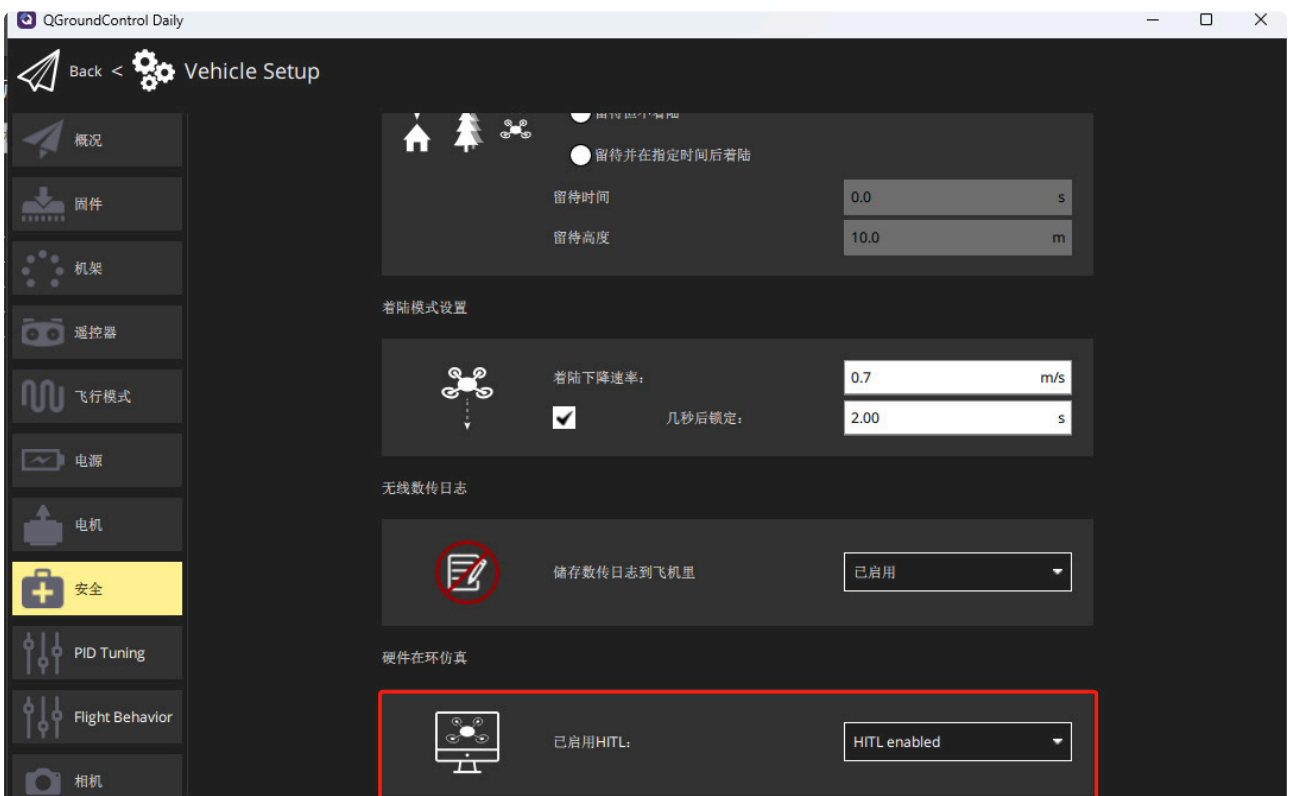 QGroundControl Daily
Back < Vehicle Setup
概况
固件
机架
遥控器
飞行模式
电源
电机
安全
PID Tuning
Flight Behavior
相机
留待并在指定时间后着陆
留待时间 0.0 s
留待高度 10.0 m
着陆模式设置
着陆下降速率: 0.7 m/s
几秒后锁定: 2.00 s
无线数传日志
储存数传日志到飞机里 已启用
硬件在环仿真
已启用HITL: HITL enabled